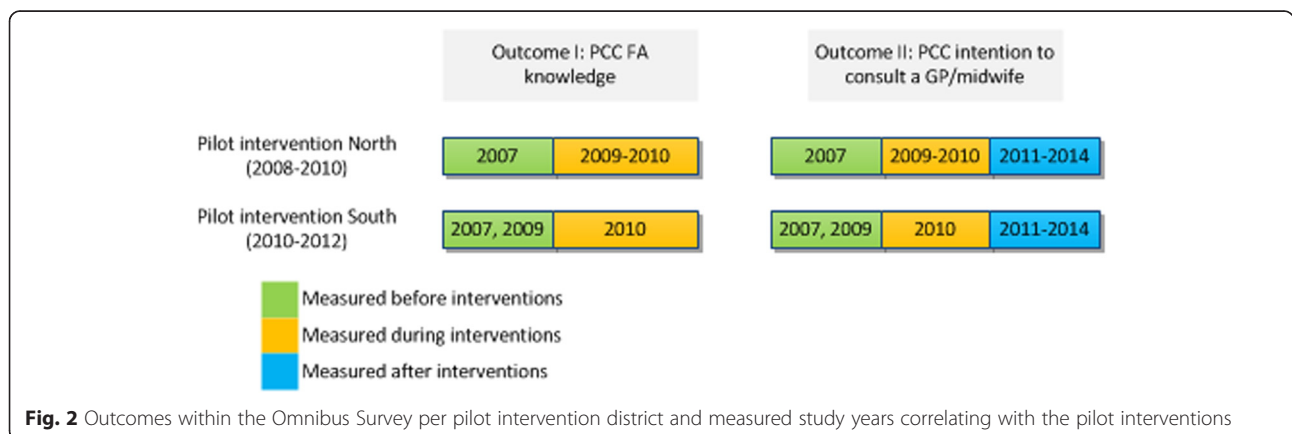 Outcome I: PCC FA
knowledge
Outcome II: PCC intention to
consult a GP/midwife
Pilot intervention North
(2008-2010)
2007
2009-2010
2007
2009-2010
2011-2014
Pilot intervention South
(2010-2012)
2007, 2009
2010
2007, 2009
2010
2011-2014
Measured before interventions
Measured during interventions
Measured after interventions
Fig. 2 Outcomes within the Omnibus Survey per pilot intervention district and measured study years correlating with the pilot interventions